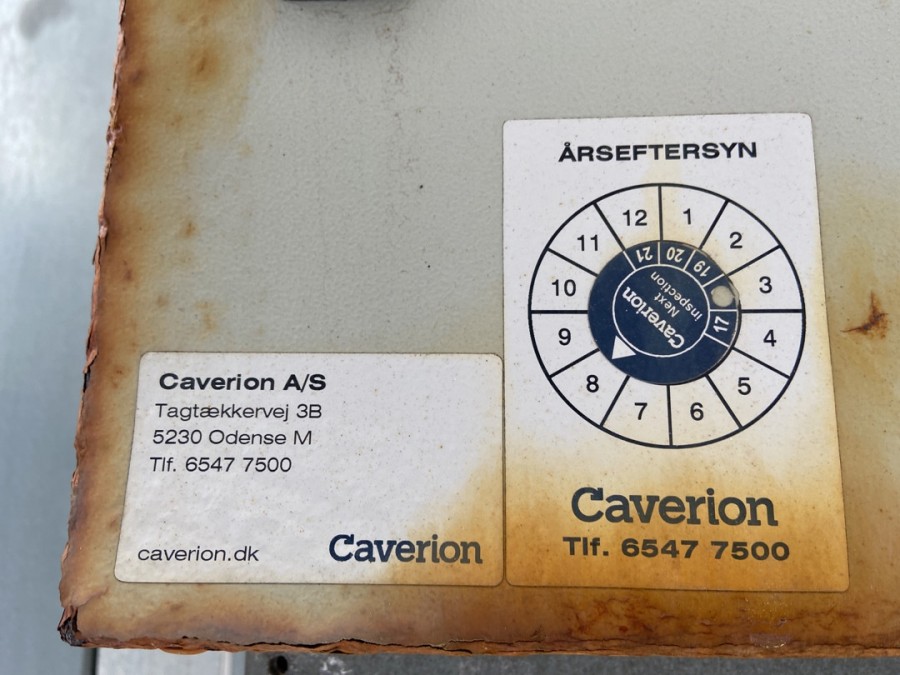 ÅRSEFTERSYN
12 1
11 2
10 3
9 4
8 5
7 6
21 20 19 17
Next
inspection
Caverion
Caverion
Tlf. 6547 7500
Caverion A/S
Tagtækkervej 3B
5230 Odense M
Tlf. 6547 7500
caverion.dk Caverion